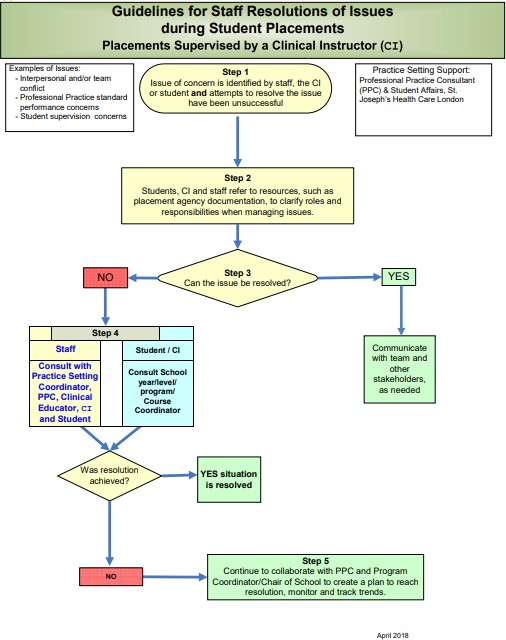 Guidelines for Staff Resolutions of Issues
during Student Placements
Placements Supervised by a Clinical Instructor (CI)
Examples of Issues:
- Interpersonal and/or team
conflict
- Professional Practice standard
performance concerns
- Student supervision concerns
Step 1
Issue of concern is identified by staff, the CI
or student and attempts to resolve the issue
have been unsuccessful
Practice Setting Support:
Professional Practice Consultant
(PPC) & Student Affairs, St.
Joseph's Health Care London
Step 2
Students, CI and staff refer to resources, such as
placement agency documentation, to clarify roles and
responsibilities when managing issues.
Step 3
Can the issue be resolved?
NO
YES
Step 4
Staff
Consult with
Practice Setting
Coordinator,
PPC, Clinical
Educator, CI
and Student
Student / CI
Consult School
year/level/
program/
Course
Coordinator
Communicate
with team and
other
stakeholders,
as needed
Was resolution
achieved?
YES situation
is resolved
NO
Step 5
Continue to collaborate with PPC and Program
Coordinator/Chair of School to create a plan to reach
resolution, monitor and track trends.
April 2018